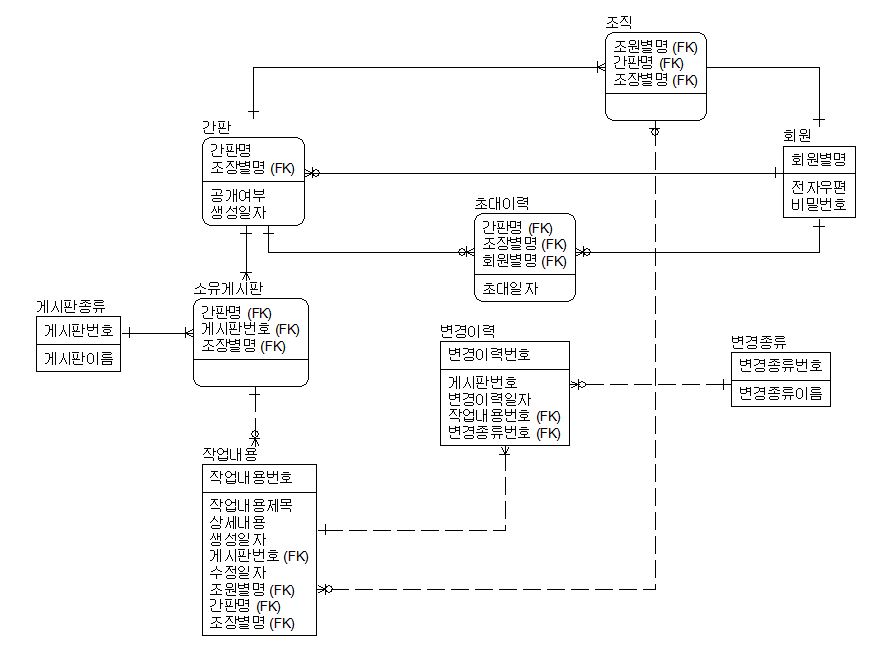 조직
조원별명 (FK)
간판명 (FK)
조장별명 (FK)
간판
간판명
조장별명 (FK)
공개여부
생성일자
회원
회원별명
전자우편
비밀번호
초대이력
간판명 (FK)
조장별명 (FK)
회원별명 (FK)
초대일자
소유게시판
간판명 (FK)
게시판번호 (FK)
조장별명 (FK)
게시판종류
게시판번호
게시판이름
변경이력
변경이력번호
게시판번호
변경이력일자
작업내용번호 (FK)
변경종류번호 (FK)
변경종류
변경종류번호
변경종류이름
작업내용
작업내용번호
작업내용제목
상세내용
생성일자
게시판번호 (FK)
수정일자
조원별명 (FK)
간판명 (FK)
조장별명 (FK)